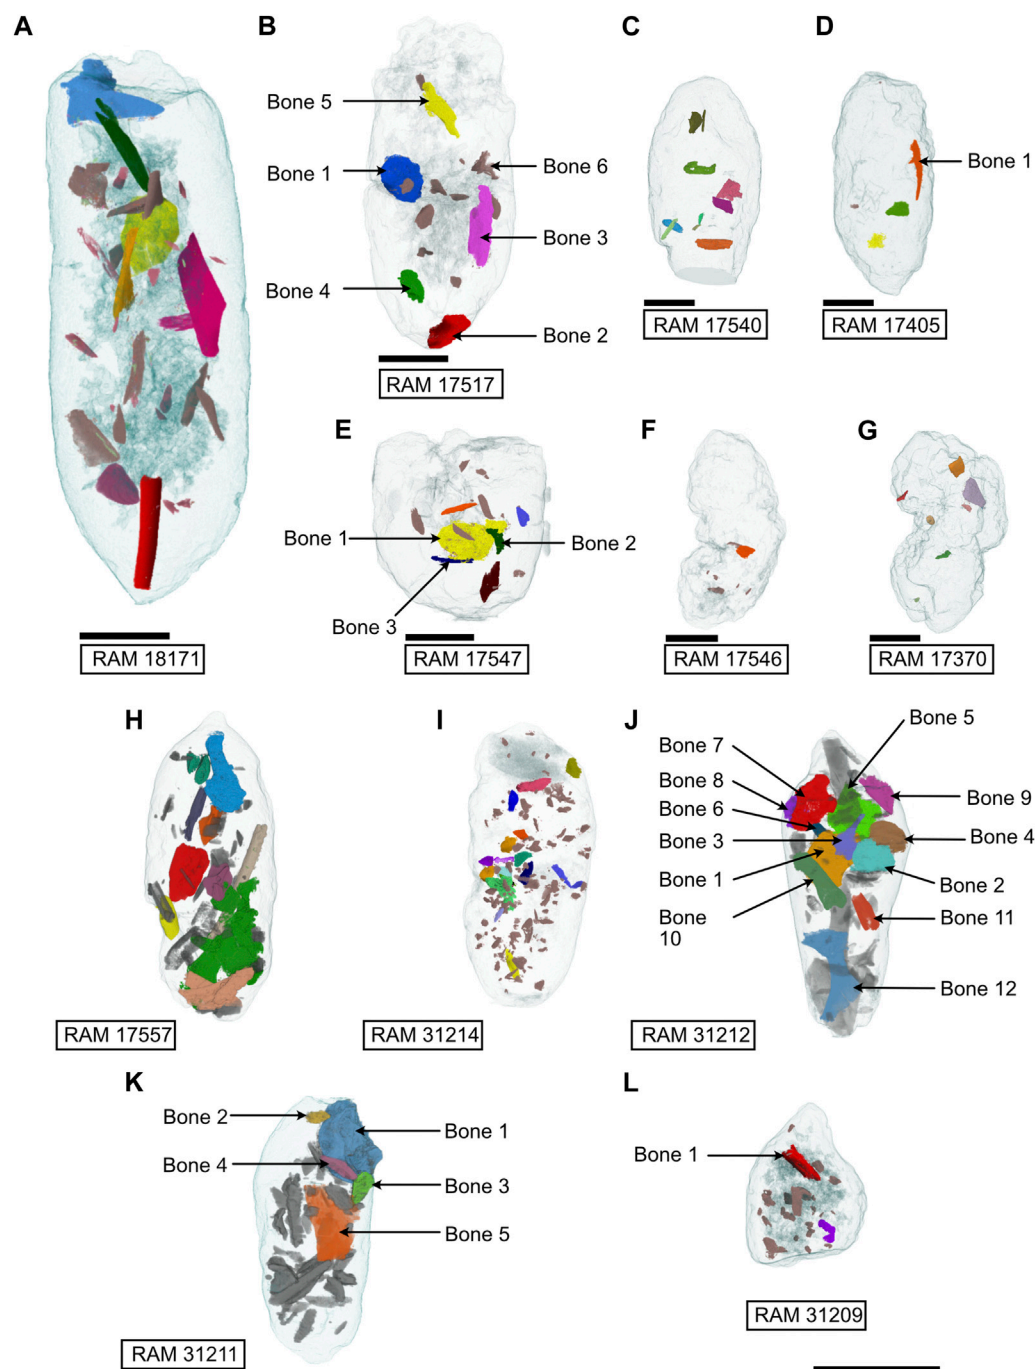 A
B
C
D
Bone 5
Bone 1
Bone 6
Bone 1
Bone 3
Bone 4
Bone 2
RAM 17540
RAM 17405
RAM 17517
E
F
G
Bone 1
Bone 2
Bone 3
RAM 18171
RAM 17547
RAM 17546
RAM 17370
H
I
J
Bone 5
Bone 7
Bone 8
Bone 9
Bone 6
Bone 4
Bone 3
Bone 1
Bone 2
Bone
10
Bone 11
Bone 12
RAM 17557
RAM 31214
RAM 31212
K
L
Bone 2
Bone 1
Bone 4
Bone 3
Bone 5
Bone 1
RAM 31209
RAM 31211